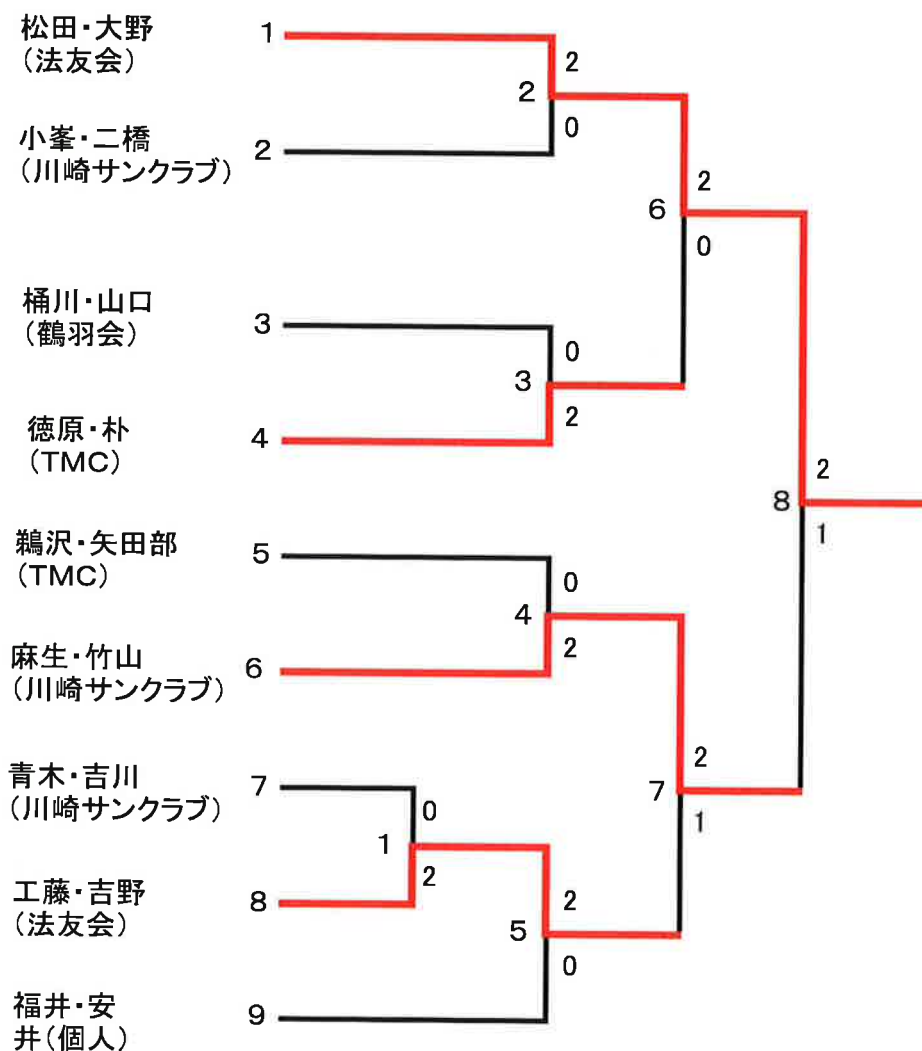 松田・大野
(法友会)
1
2
2
0
小峯・二橋
(川崎サンクラブ)
2
2
6
0
桶川・山口
(鶴羽会)
3
0
3
2
徳原・朴
(TMC)
4
2
8
1
鵜沢・矢田部
(TMC)
5
0
4
2
麻生・竹山
(川崎サンクラブ)
6
2
7
1
青木・吉川
(川崎サンクラブ)
7
0
1
2
工藤・吉野
(法友会)
8
2
5
0
福井・安
井(個人)
9